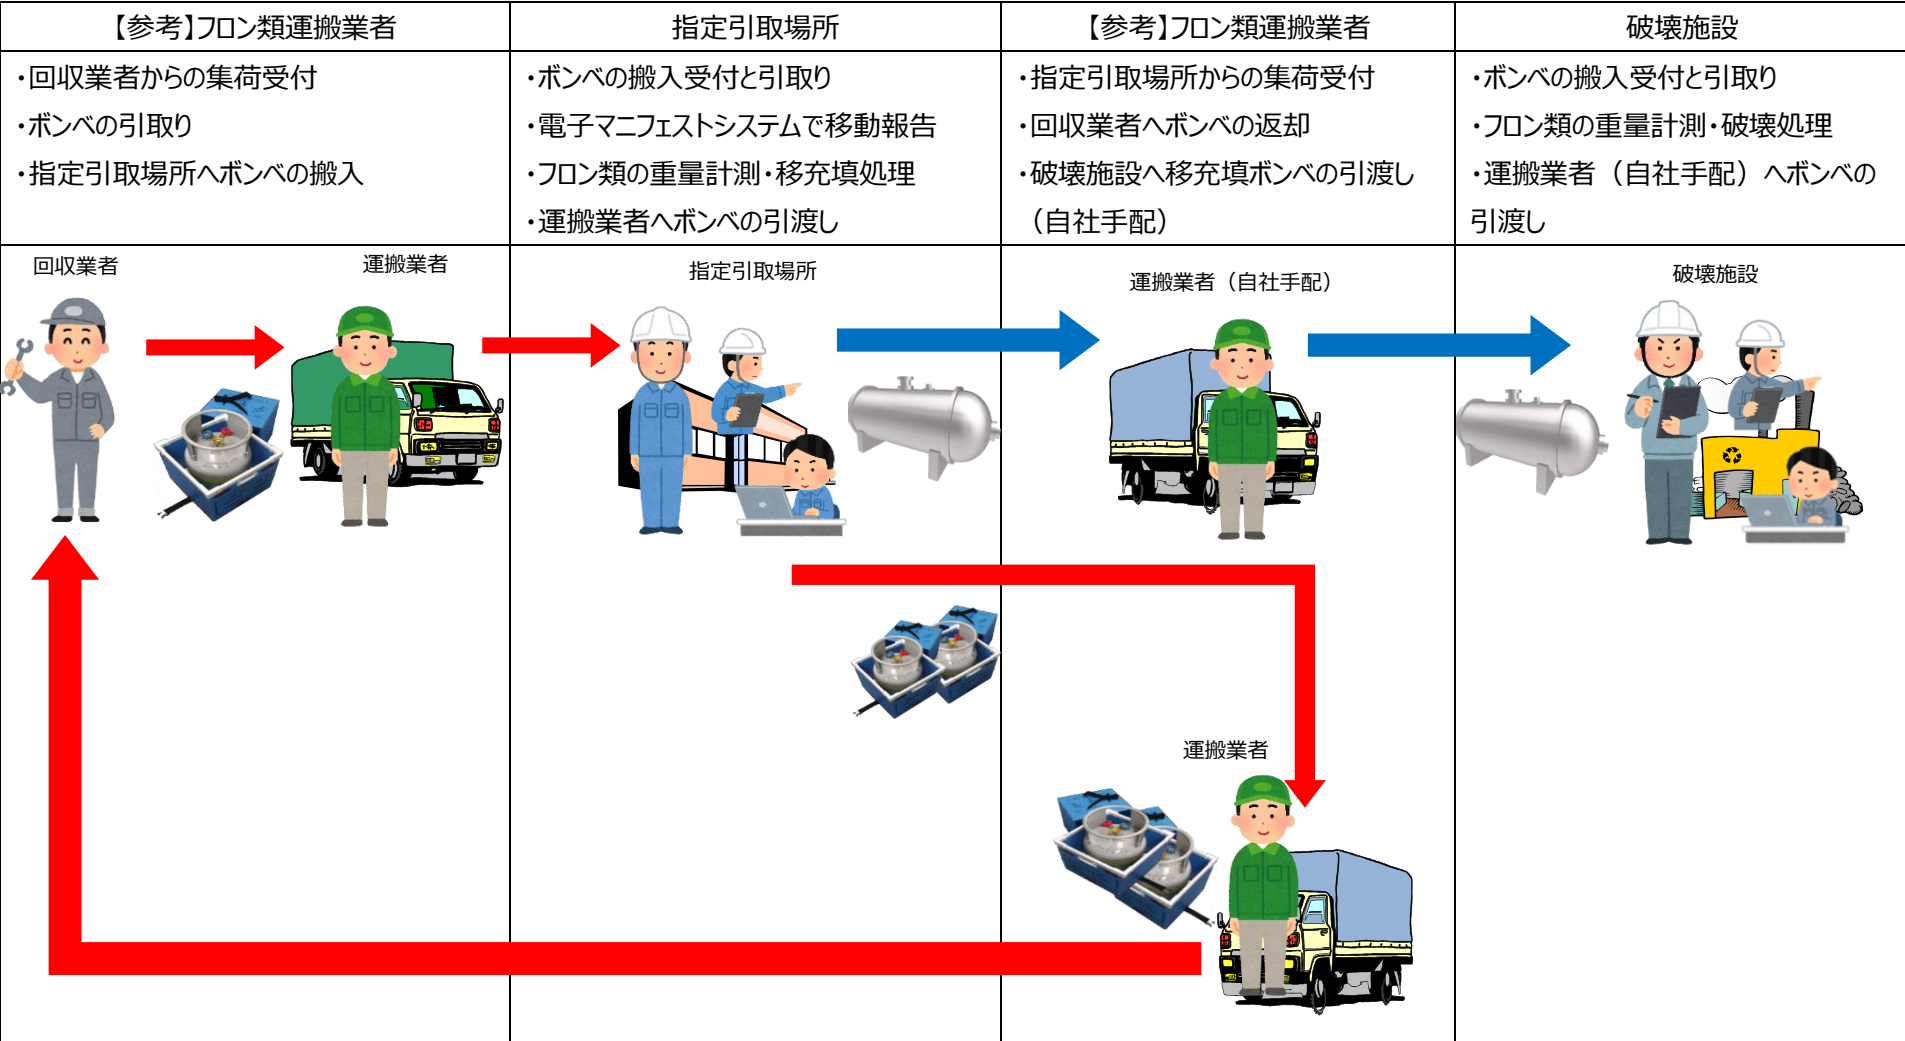 【参考】フロン類運搬業者
指定引取場所
【参考】フロン類運搬業者
破壊施設
・回収業者からの集荷受付
・ボンベの引取り
・指定引取場所へボンベの搬入
・ボンベの搬入受付と引取り
・電子マニフェストシステムで移動報告
・フロン類の重量計測・移充填処理
・運搬業者へボンベの引渡し
・指定引取場所からの集荷受付
・回収業者へボンベの返却
・破壊施設へ移充填ボンベの引渡し
（自社手配）
・ボンベの搬入受付と引取り
・フロン類の重量計測・破壊処理
・運搬業者（自社手配）へボンベの
引渡し
回収業者
運搬業者
指定引取場所
運搬業者（自社手配）
破壊施設
運搬業者